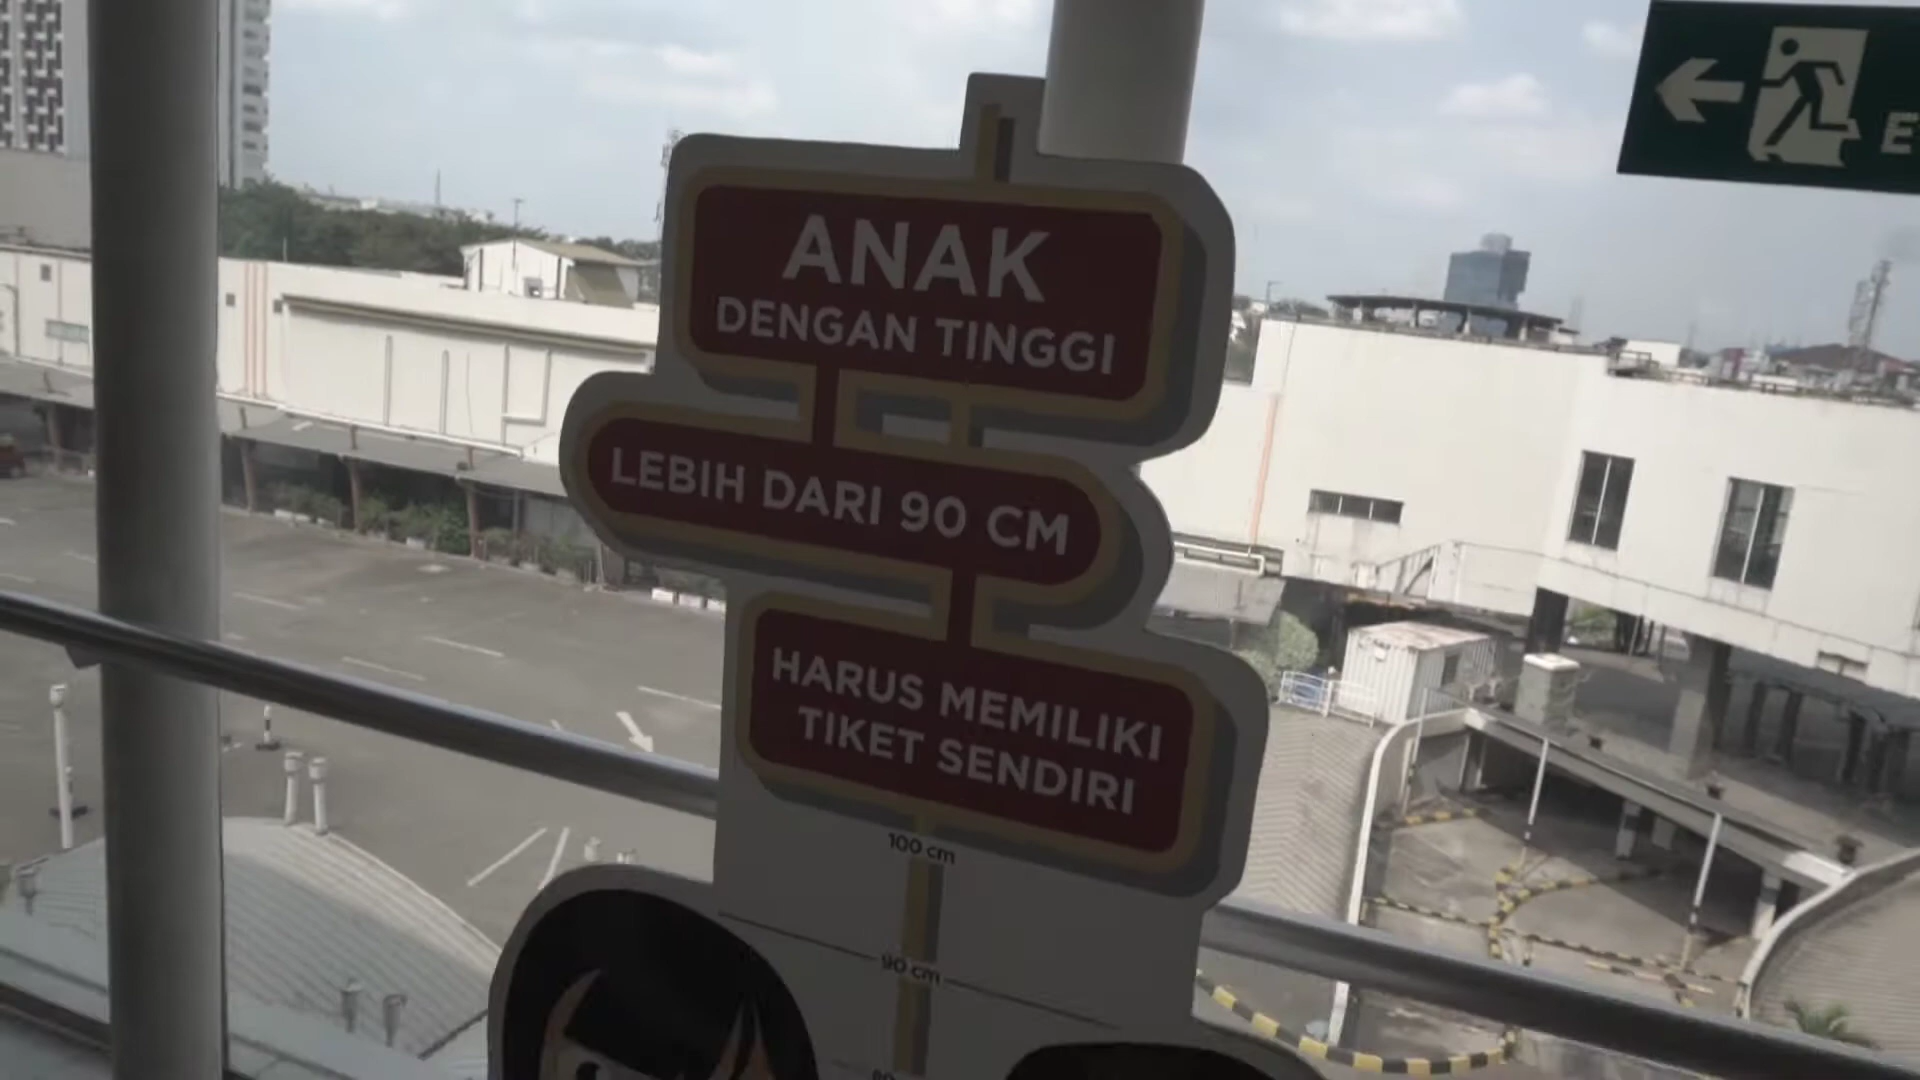 ANAK
DENGAN TINGGI
LEBIH DARI 90 CM
HARUS MEMILIKI
TIKET SENDIRI
100 cm
90 cm